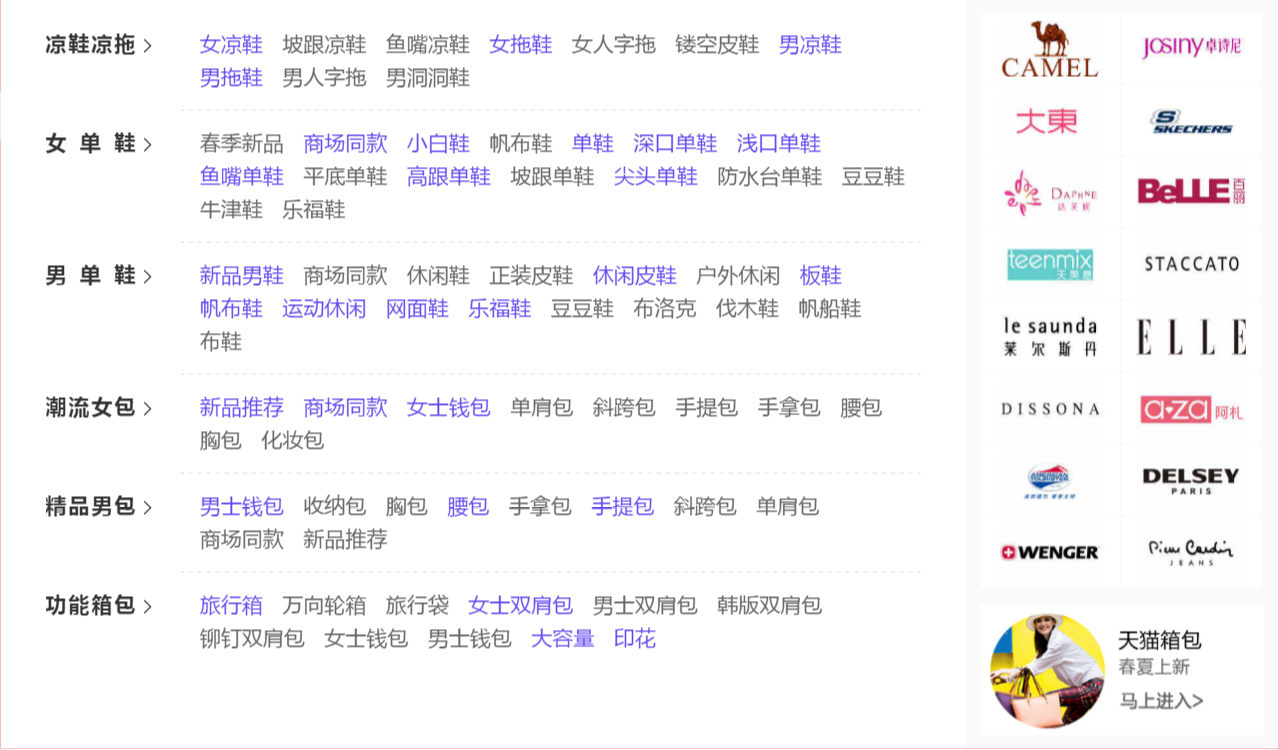 凉鞋凉拖 >
女凉鞋 坡跟凉鞋 鱼嘴凉鞋 女拖鞋 女人字拖 镂空皮鞋 男凉鞋
男拖鞋 男人字拖 男洞洞鞋
女单鞋 >
春季新品 商场同款 小白鞋 帆布鞋 单鞋 深口单鞋 浅口单鞋
鱼嘴单鞋 平底单鞋 高跟单鞋 坡跟单鞋 尖头单鞋 防水台单鞋 豆豆鞋
牛津鞋 乐福鞋
男单鞋 >
新品男鞋 商场同款 休闲鞋 正装皮鞋 休闲皮鞋 户外休闲 板鞋
帆布鞋 运动休闲 网面鞋 乐福鞋 豆豆鞋 布洛克 伐木鞋 帆船鞋
布鞋
潮流女包 >
新品推荐 商场同款 女士钱包 单肩包 斜跨包 手提包 手拿包 腰包
胸包 化妆包
精品男包 >
男士钱包 收纳包 胸包 腰包 手拿包 手提包 斜跨包 单肩包
商场同款 新品推荐
功能箱包 >
旅行箱 万向轮箱 旅行袋 女士双肩包 男士双肩包 韩版双肩包
铆钉双肩包 女士钱包 男士钱包 大容量 印花
CAMEL
JOSINY 卓诗尼
大東
S
SKECHERS
DAPHNE
达芙妮
BeLLE 百丽
teenmix
天美意
STACCATO
le saunda
莱尔斯丹
ELLE
DISSONA
a·za 阿札
AMERICAN
TOURISTER
DELSEY
PARIS
WENGER
Pierre Cardin
JEANS
天猫箱包
春夏上新
马上进入>